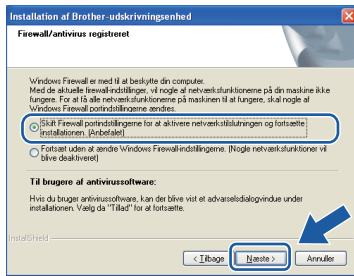 Installation af Brother-udskrivningsenhed
Firewall/antivirus registreret
Windows Firewall er med til at beskytte din computer.
Med de aktuelle firewall-indstillinger, vil nogle af netværksfunktionerne på din maskine ikke
fungere. For at få alle netværksfunktionerne på maskinen til at fungere, skal nogle af
Windows Firewall portindstillingerne ændres.
Skift Firewall portindstillingerne for at aktivere netværkstilslutningen og fortsætte
installationen. (Anbefalet)
Fortsæt uden at ændre Windows Firewall-indstillingerne. (Nogle netværksfunktioner vil
blive deaktiveret)
Til brugere af antivirussoftware:
Hvis du bruger antivirussoftware, kan der blive vist et advarselsdialogvindue under
installationen. Vælg da "Tillad" for at fortsætte.
InstallShield
< Tilbage Næste > Annuller